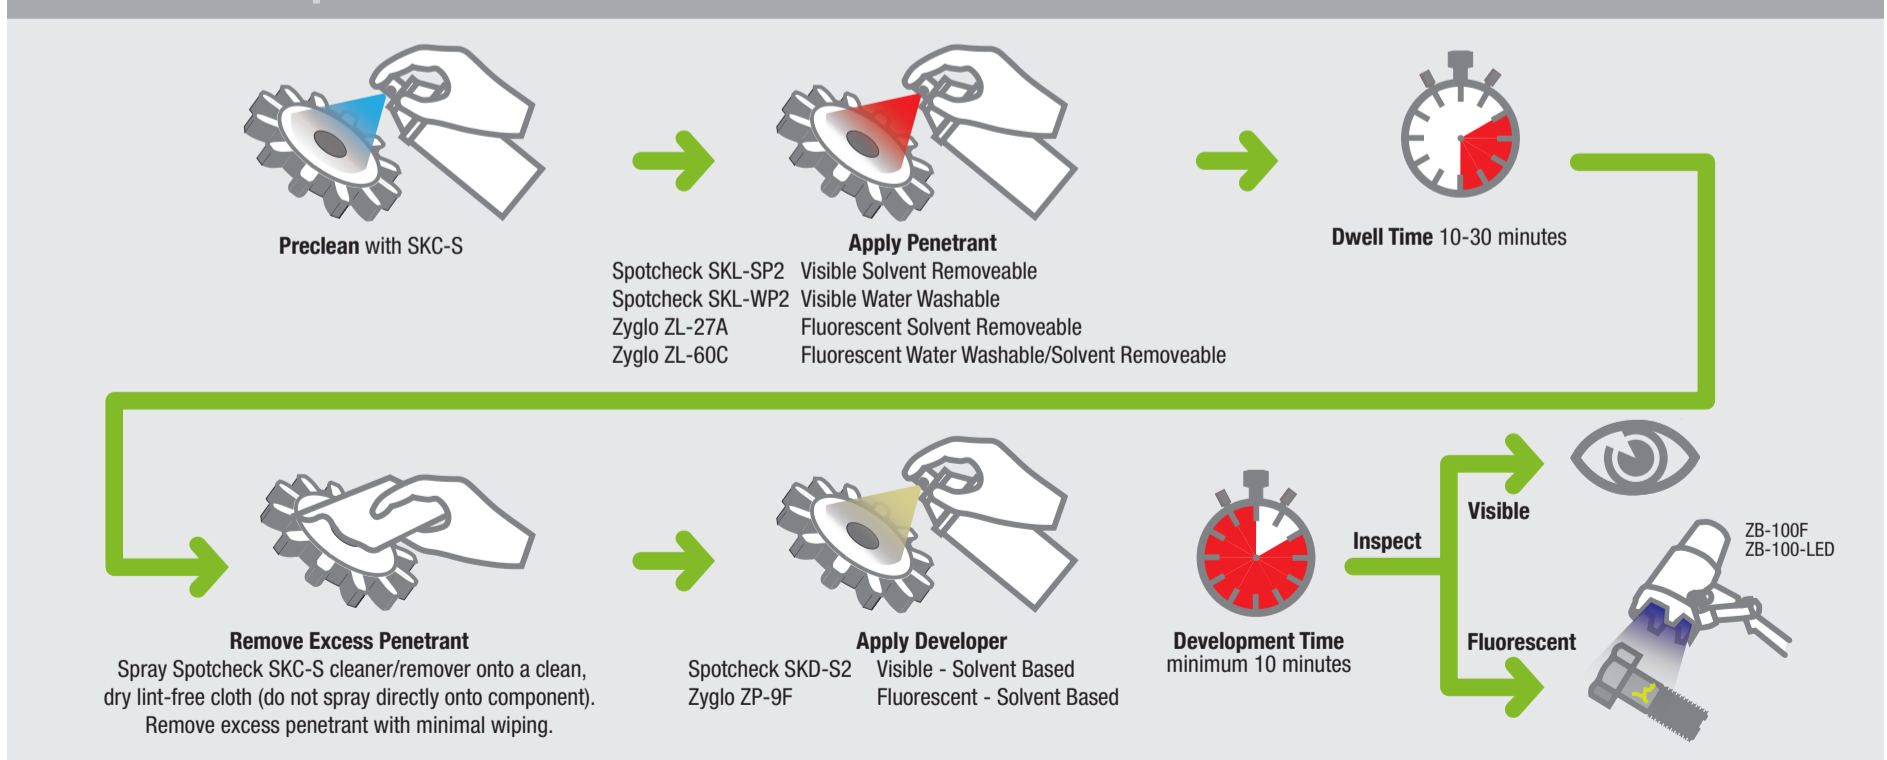 Preclean with SKC-S
Apply Penetrant
Spotcheck SKL-SP2 Visible Solvent Removeable
Spotcheck SKL-WP2 Visible Water Washable
Zyglo ZL-27A Fluorescent Solvent Removeable
Zyglo ZL-60C Fluorescent Water Washable/Solvent Removeable
Dwell Time 10-30 minutes
Remove Excess Penetrant
Spray Spotcheck SKC-S cleaner/remover onto a clean,
dry lint-free cloth (do not spray directly onto component).
Remove excess penetrant with minimal wiping.
Apply Developer
Spotcheck SKD-S2 Visible - Solvent Based
Zyglo ZP-9F Fluorescent - Solvent Based
Development Time
minimum 10 minutes
Inspect
Visible
Fluorescent
ZB-100F
ZB-100-LED